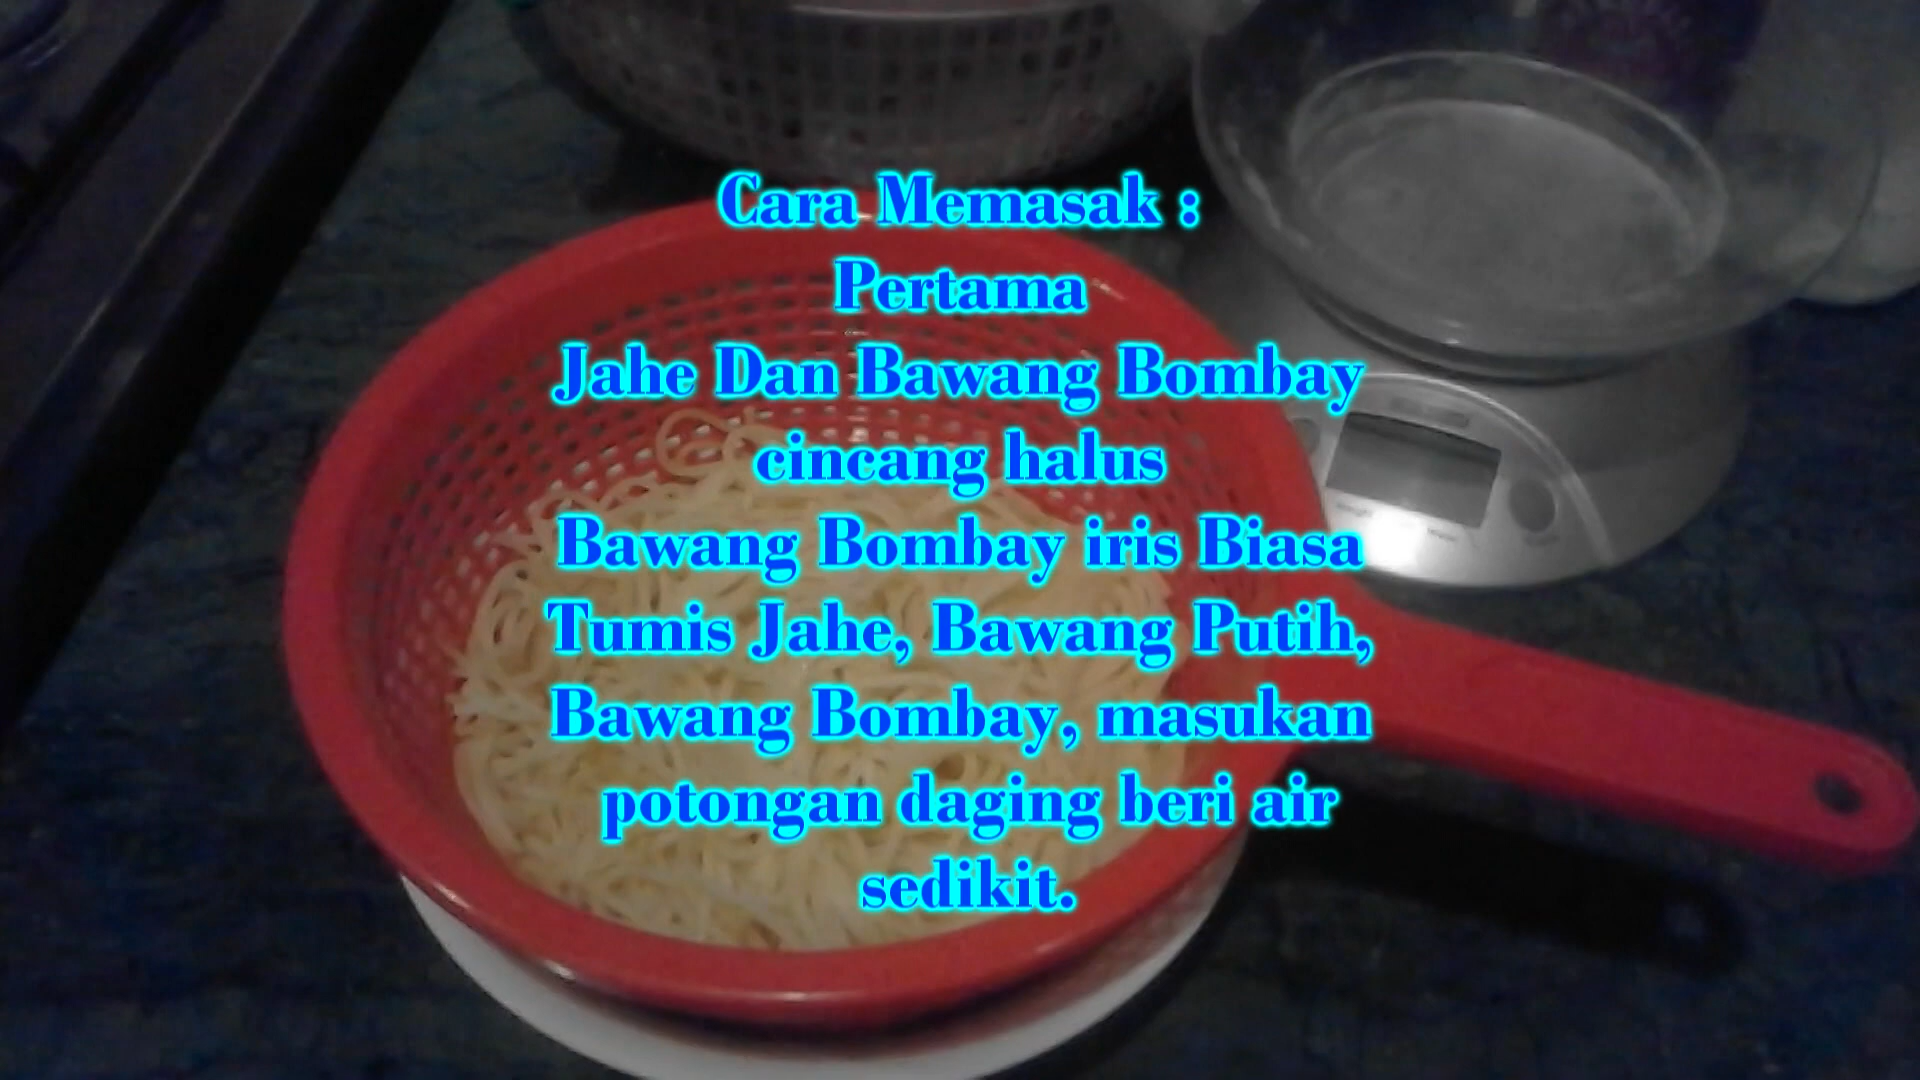 Cara Memasak :
Pertama
Jahe Dan Bawang Bombay
cincang halus
Bawang Bombay iris Biasa
Tumis Jahe, Bawang Putih,
Bawang Bombay, masukan
potongan daging beri air
sedikit.